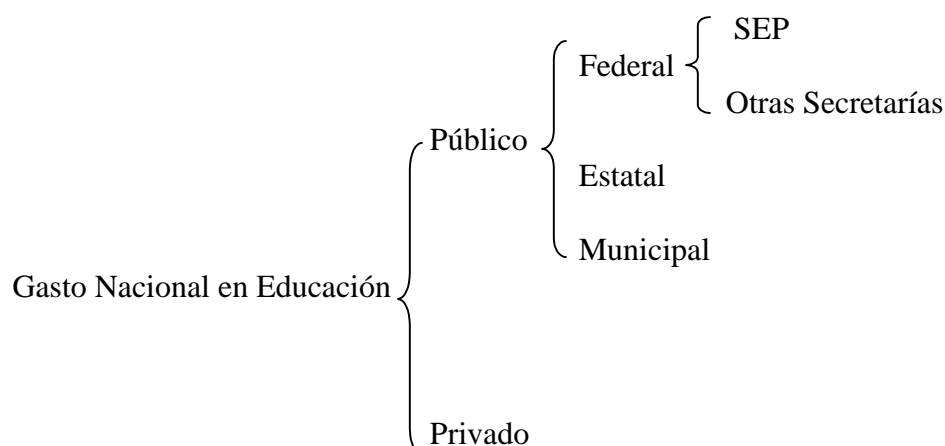 SEP
Federal
Otras Secretarías
Público
Estatal
Municipal
Gasto Nacional en Educación
Privado